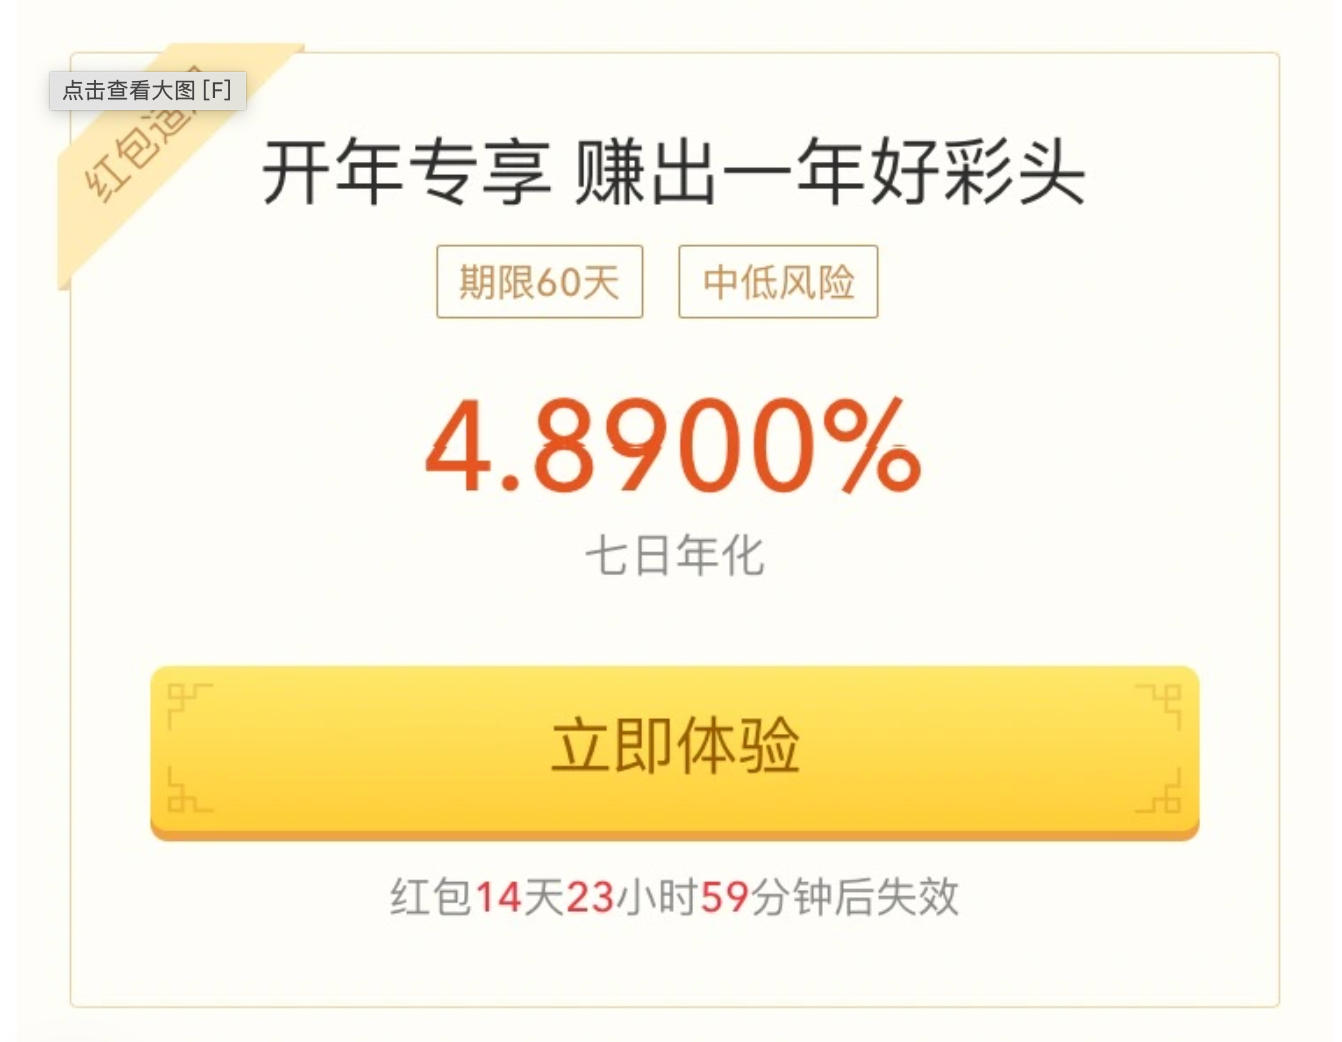 点击查看大图 [F]
红包适
开年专享 赚出一年好彩头
期限60天
中低风险
4.8900%
七日年化
立即体验
红包14天23小时59分钟后失效